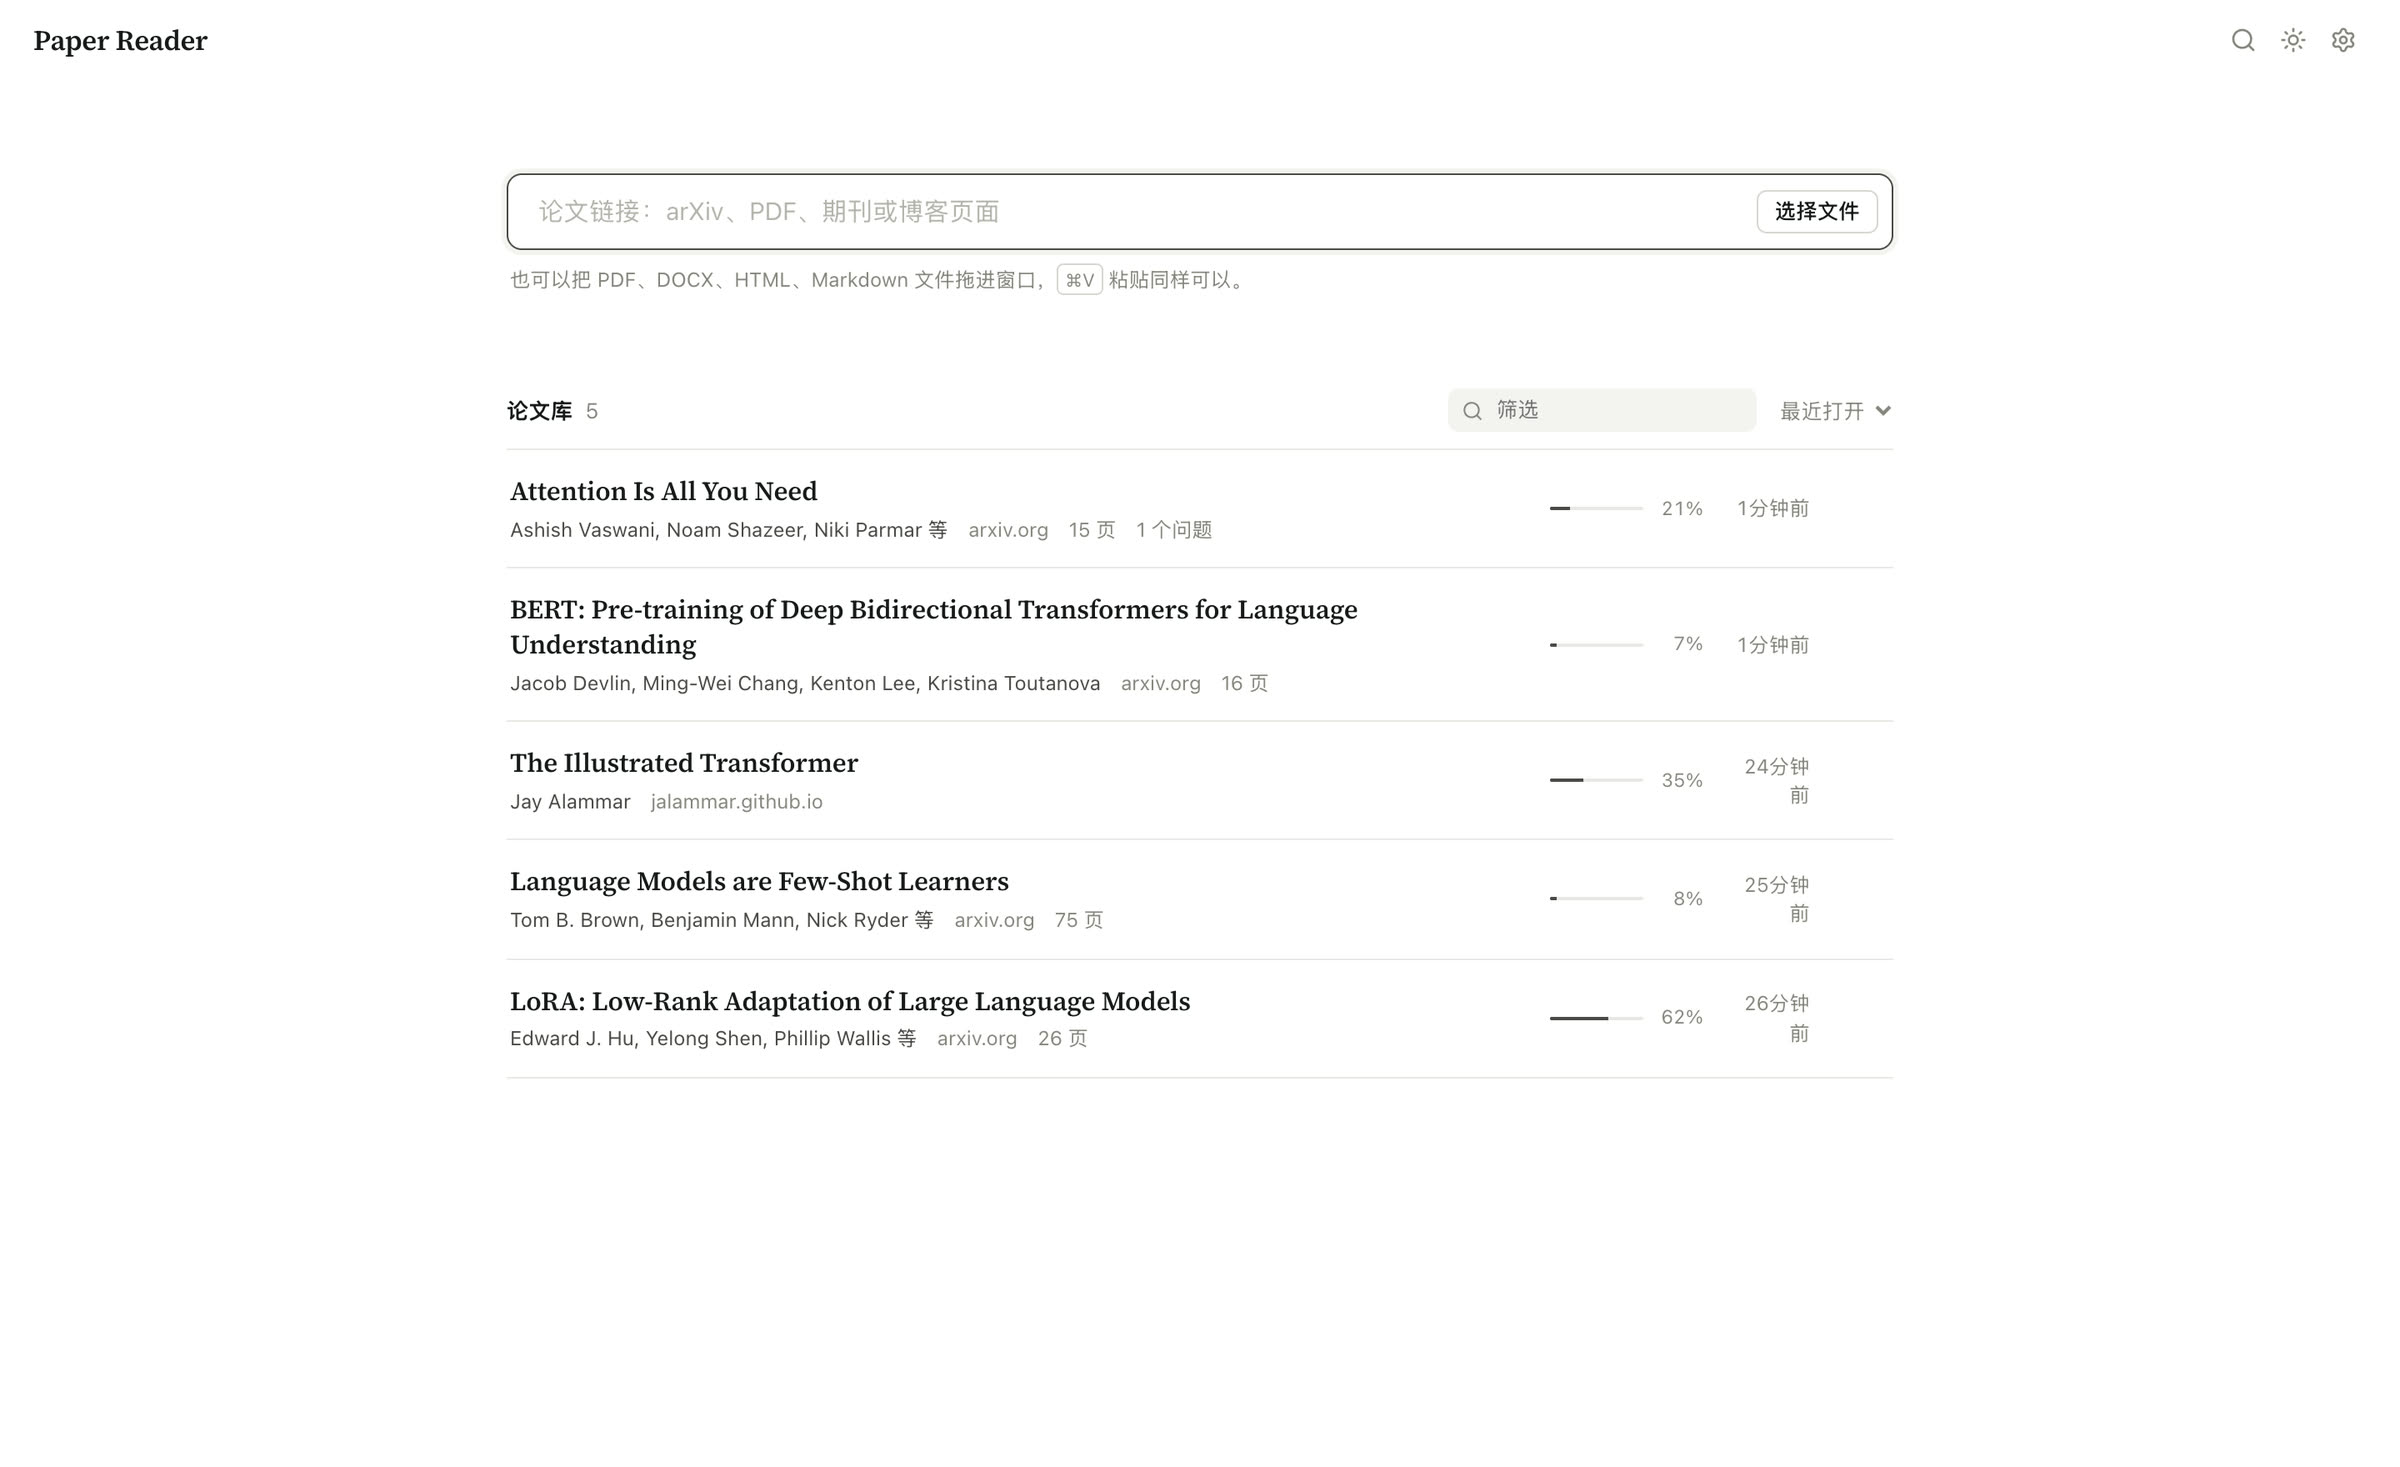 Paper Reader
论文链接：arXiv、PDF、期刊或博客页面
选择文件
也可以把 PDF、DOCX、HTML、Markdown 文件拖进窗口，⌘V 粘贴同样可以。
论文库 5
筛选
最近打开
Attention Is All You Need
Ashish Vaswani, Noam Shazeer, Niki Parmar 等 arxiv.org 15 页 1 个问题
21%
1分钟前
BERT: Pre-training of Deep Bidirectional Transformers for Language
Understanding
Jacob Devlin, Ming-Wei Chang, Kenton Lee, Kristina Toutanova arxiv.org 16 页
7%
1分钟前
The Illustrated Transformer
Jay Alammar jalammar.github.io
35%
24分钟
前
Language Models are Few-Shot Learners
Tom B. Brown, Benjamin Mann, Nick Ryder 等 arxiv.org 75 页
8%
25分钟
前
LoRA: Low-Rank Adaptation of Large Language Models
Edward J. Hu, Yelong Shen, Phillip Wallis 等 arxiv.org 26 页
62%
26分钟
前